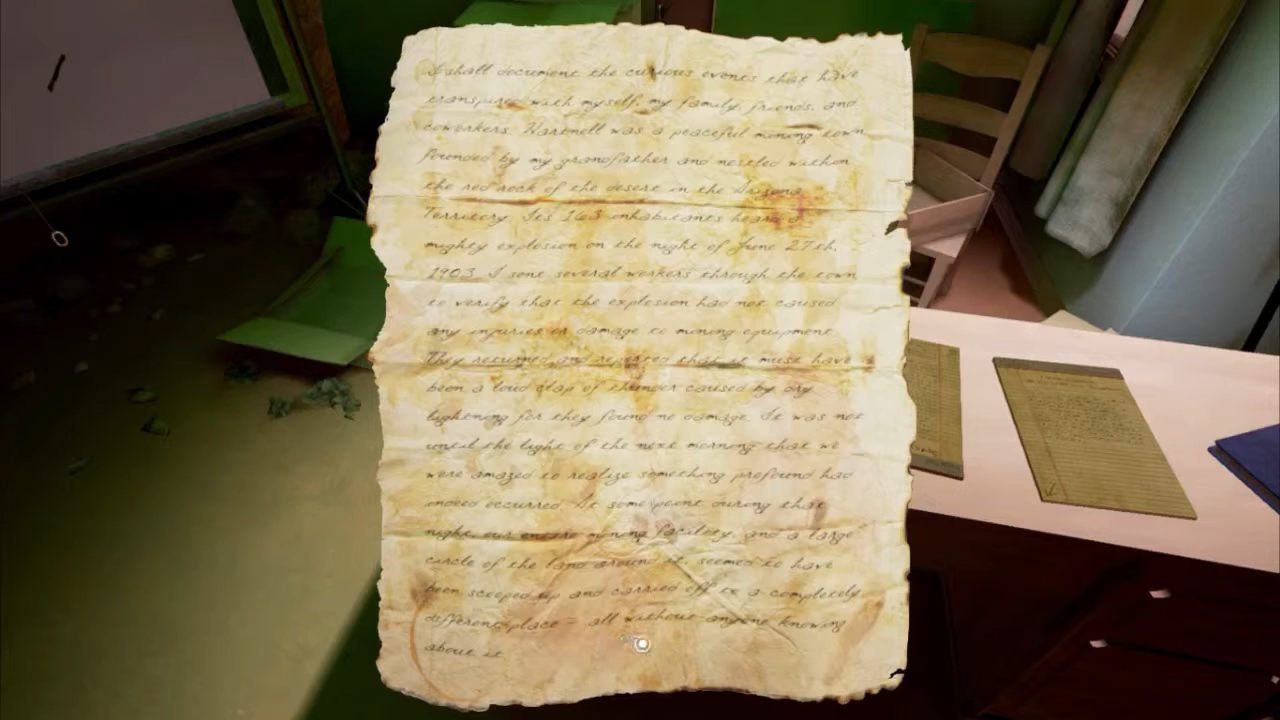 I shall document the curious events that have
transpired with myself, my family, friends, and
coworkers. Hartnell was a peaceful mining town
founded by my grandfather and nestled within
the red rock of the desert in the Arizona
Territory. Its 163 inhabitants heard a
mighty explosion on the night of June 27th,
1903. I sent several workers through the town
to verify that the explosion had not caused
any injuries or damage to mining equipment.
They returned and reported that it must have
been a loud clap of thunder caused by dry
lightning for they found no damage. It was not
until the light of the next morning that we
were amazed to realize something profound had
indeed occurred. At some point during that
night, our entire mining facility, and a large
circle of the land around it, seemed to have
been scooped up and carried off to a completely
different place - all without anyone knowing
about it.